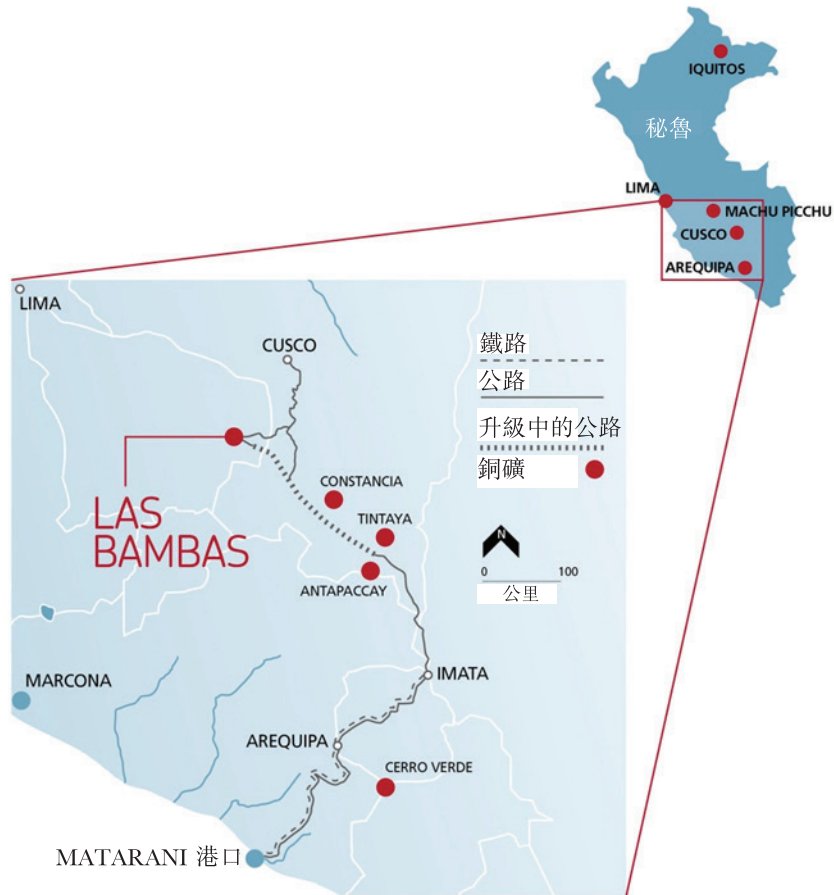 IQUITOS
秘魯
LIMA
MACHU PICCHU
CUSCO
AREQUIPA
LIMA
CUSCO
鐵路
公路
升級中的公路
銅礦
N
0 100
公里
LAS
BAMBAS
CONSTANCIA
TINTAYA
ANTAPACCAY
IMATA
MARCONA
AREQUIPA
CERRO VERDE
MATARANI 港口